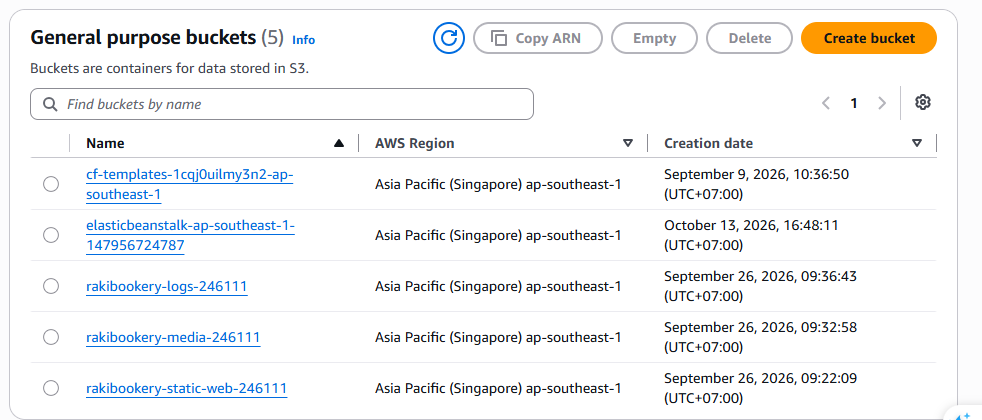 General purpose buckets (5) Info
Copy ARN
Empty
Delete
Create bucket
Buckets are containers for data stored in S3.
Find buckets by name
1
Name
AWS Region
Creation date
cf-templates-1cqj0uilmy3n2-ap-
southeast-1
Asia Pacific (Singapore) ap-southeast-1
September 9, 2026, 10:36:50
(UTC+07:00)
elasticbeanstalk-ap-southeast-1-
147956724787
Asia Pacific (Singapore) ap-southeast-1
October 13, 2026, 16:48:11
(UTC+07:00)
rakibookery-logs-246111
Asia Pacific (Singapore) ap-southeast-1
September 26, 2026, 09:36:43
(UTC+07:00)
rakibookery-media-246111
Asia Pacific (Singapore) ap-southeast-1
September 26, 2026, 09:32:58
(UTC+07:00)
rakibookery-static-web-246111
Asia Pacific (Singapore) ap-southeast-1
September 26, 2026, 09:22:09
(UTC+07:00)